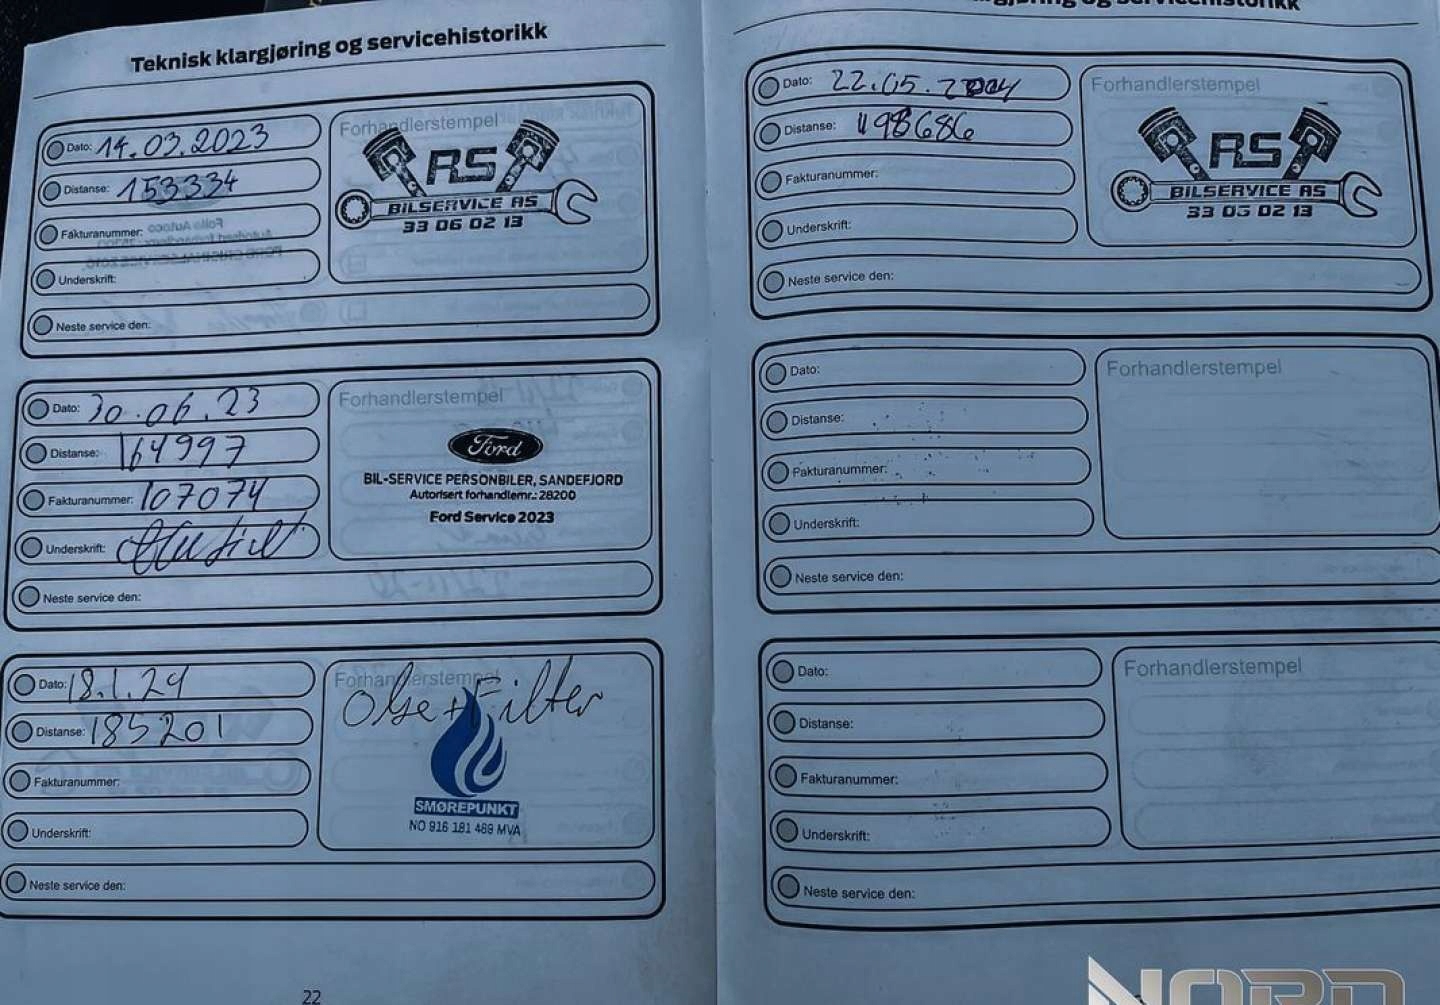 Teknisk klargjøring og servicehistorikk
Dato: 14.03.2023
Distanse: 153334
Fakturanummer:
Underskrift:
Neste service den:
Forhandlerstempel
RS
BILSERVICE AS
33 06 02 13
Dato: 30.06.23
Distanse: 164997
Fakturanummer: 107074
Underskrift:
Neste service den:
Forhandlerstempel
Ford
BIL-SERVICE PERSONBILER, SANDEFJORD
Autorisert forhandlernr.: 28200
Ford Service 2023
Dato: 18.1.24
Distanse: 185201
Fakturanummer:
Underskrift:
Neste service den:
Forhandlerstempel
Olje + Filter
SMØREPUNKT
NO 916 181 489 MVA
22
og servicehistorikk
Dato: 22.05.2024
Distanse: 198686
Fakturanummer:
Underskrift:
Neste service den:
Forhandlerstempel
RS
BILSERVICE AS
33 06 02 13
Dato:
Distanse:
Fakturanummer:
Underskrift:
Neste service den:
Forhandlerstempel
Dato:
Distanse:
Fakturanummer:
Underskrift:
Neste service den:
Forhandlerstempel
NORD